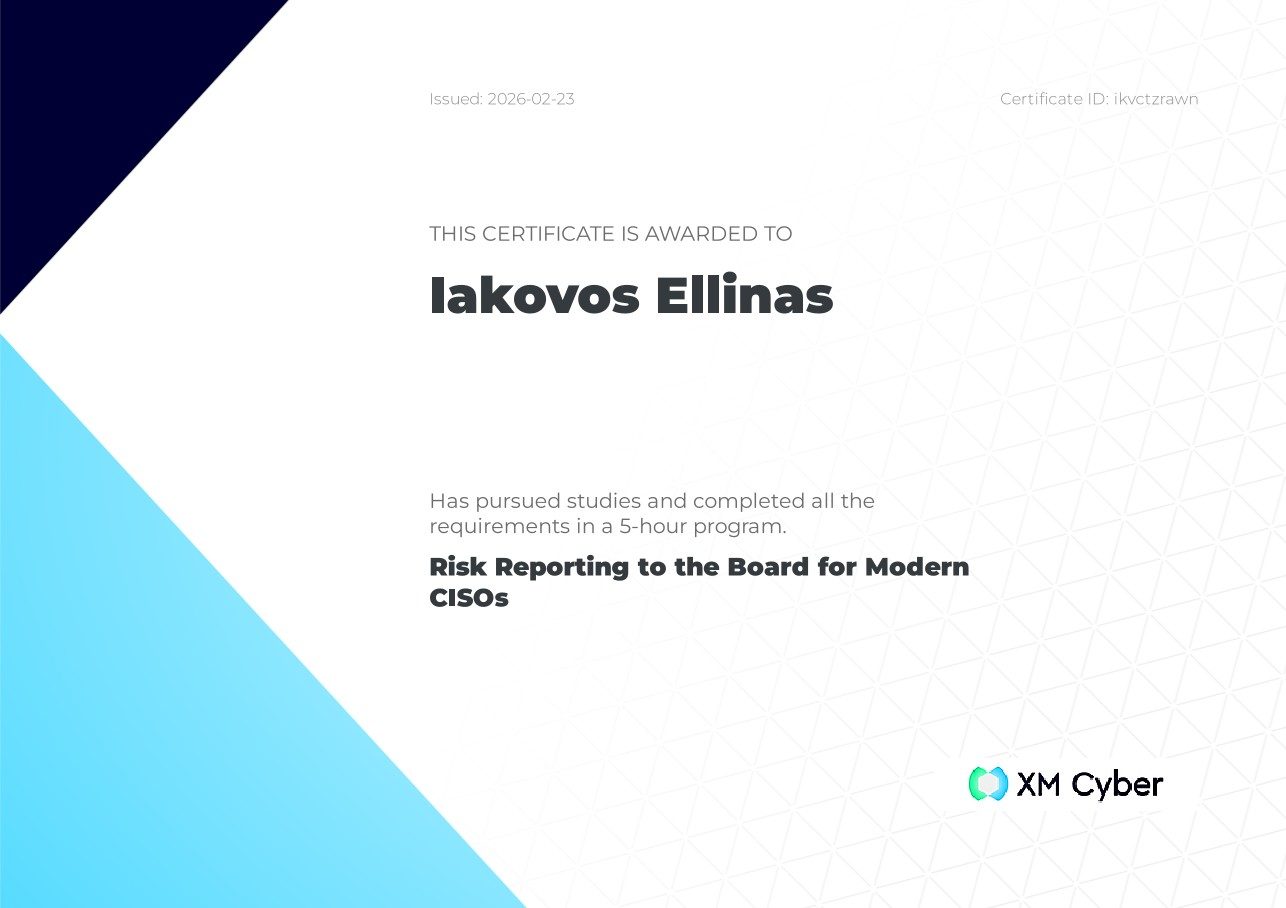 Issued: 2026-02-23
Certificate ID: ikvctzrawn
THIS CERTIFICATE IS AWARDED TO
Iakovos Ellinas
Has pursued studies and completed all the
requirements in a 5-hour program.
Risk Reporting to the Board for Modern
CISOs
XM Cyber